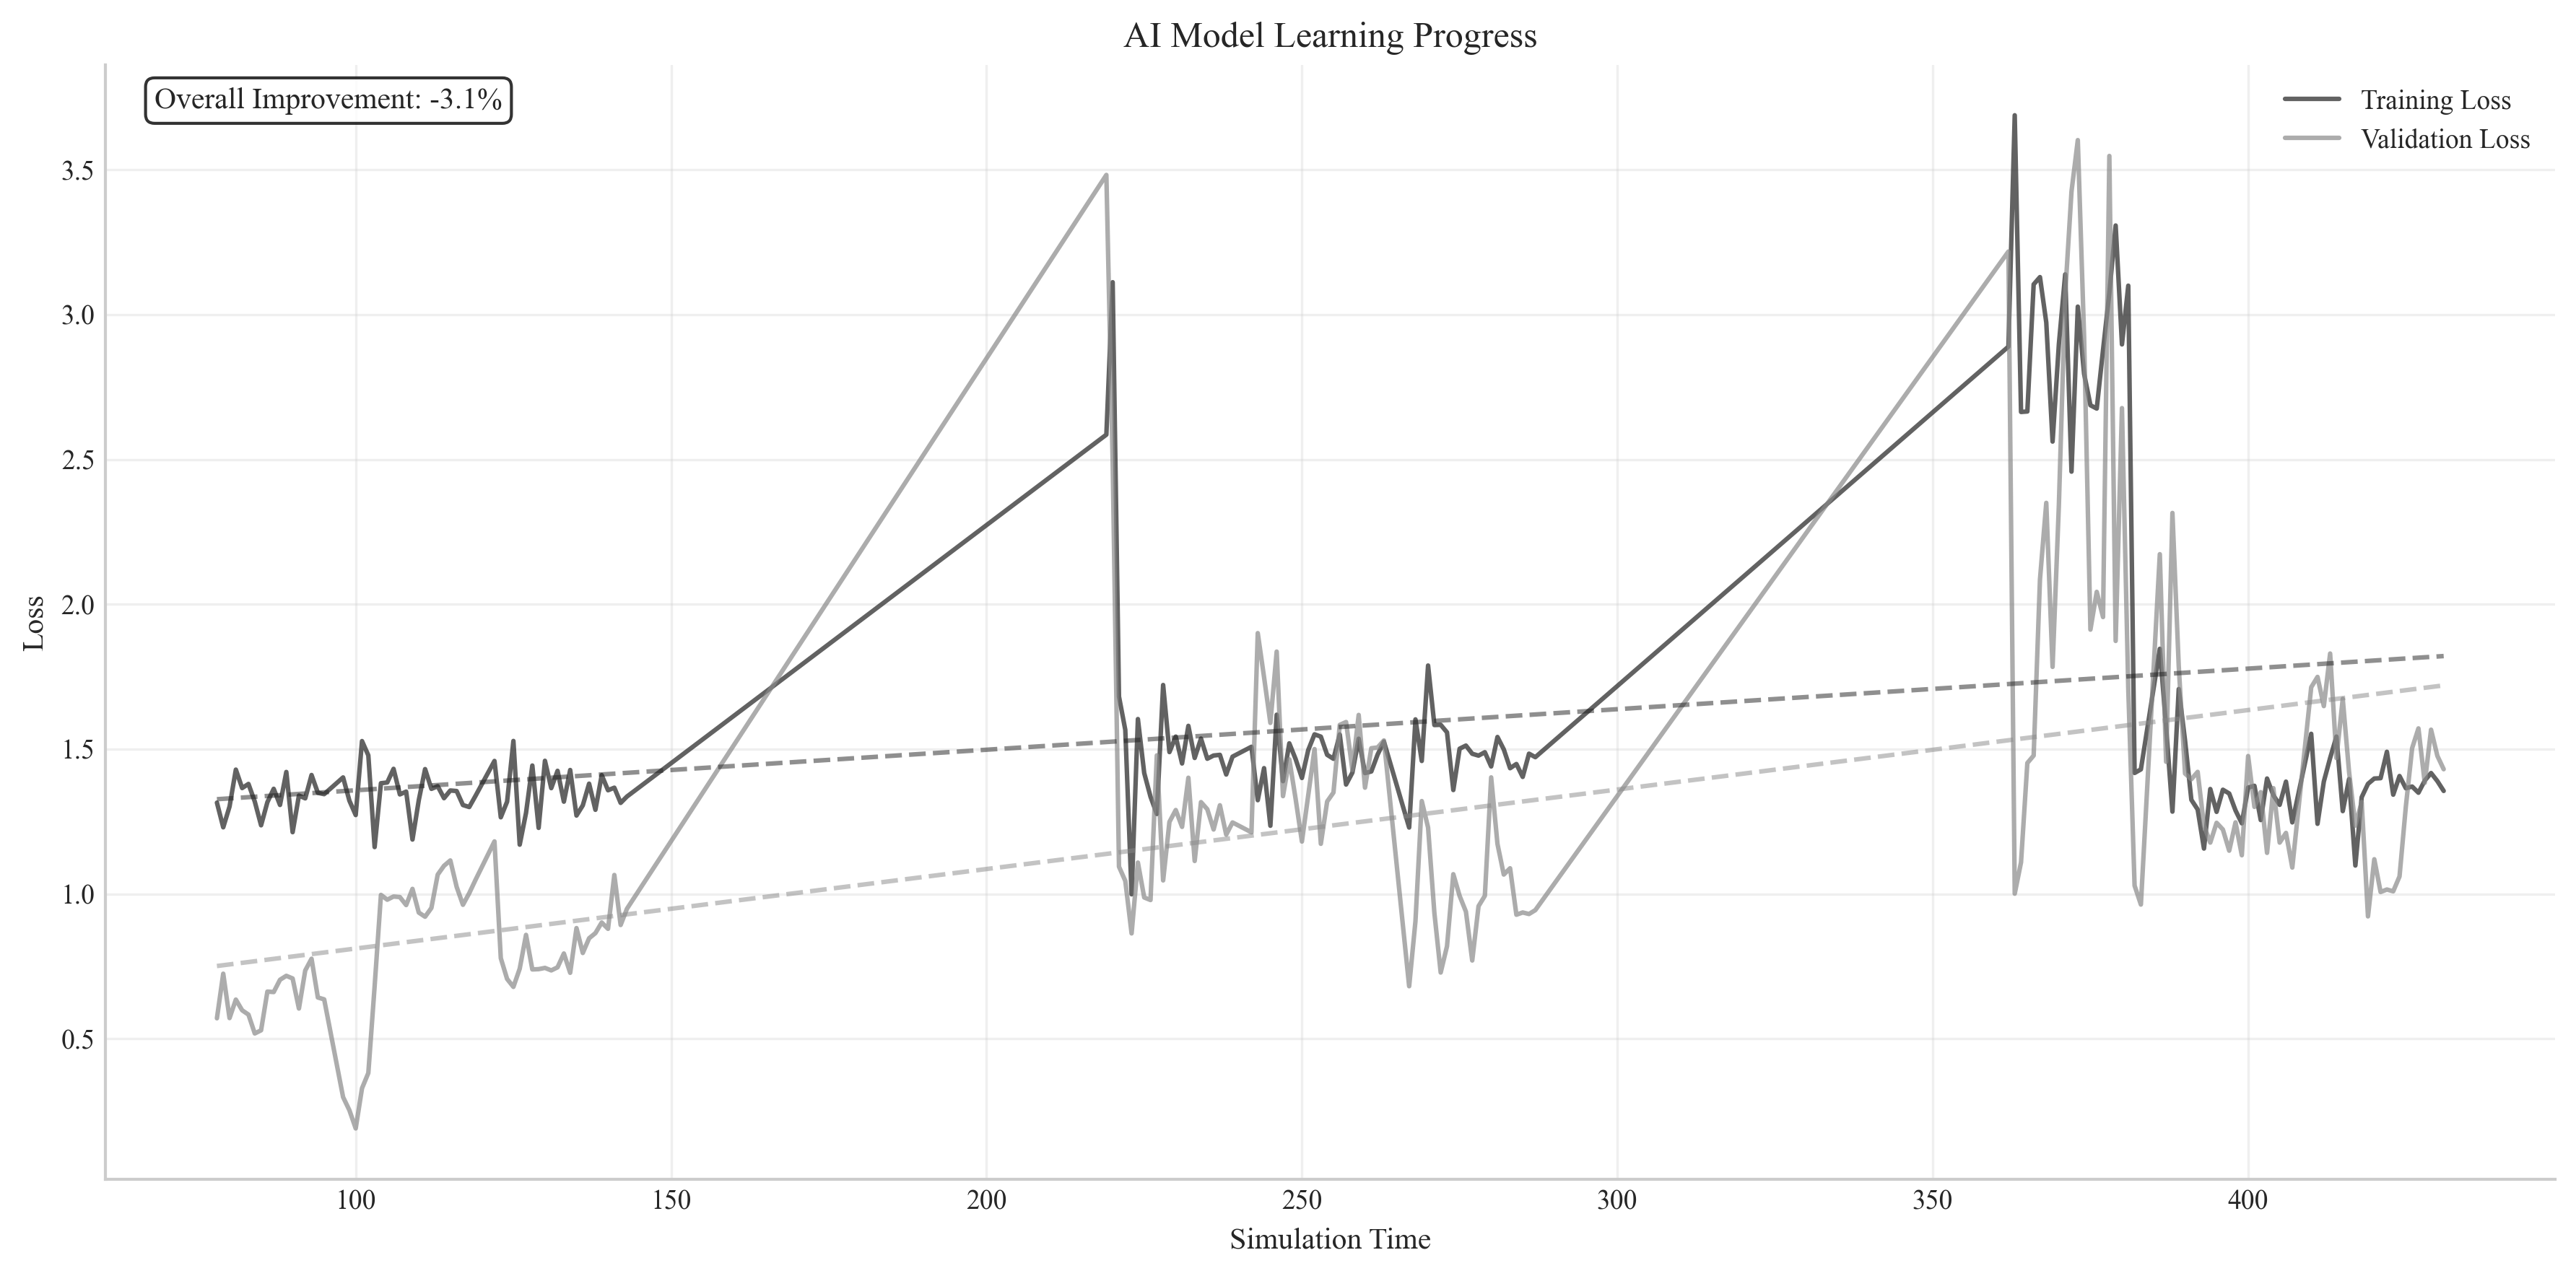 AI Model Learning Progress
Overall Improvement: -3.1%
Training Loss
Validation Loss
3.5
3.0
2.5
2.0
1.5
1.0
0.5
Loss
100
150
200
250
300
350
400
Simulation Time